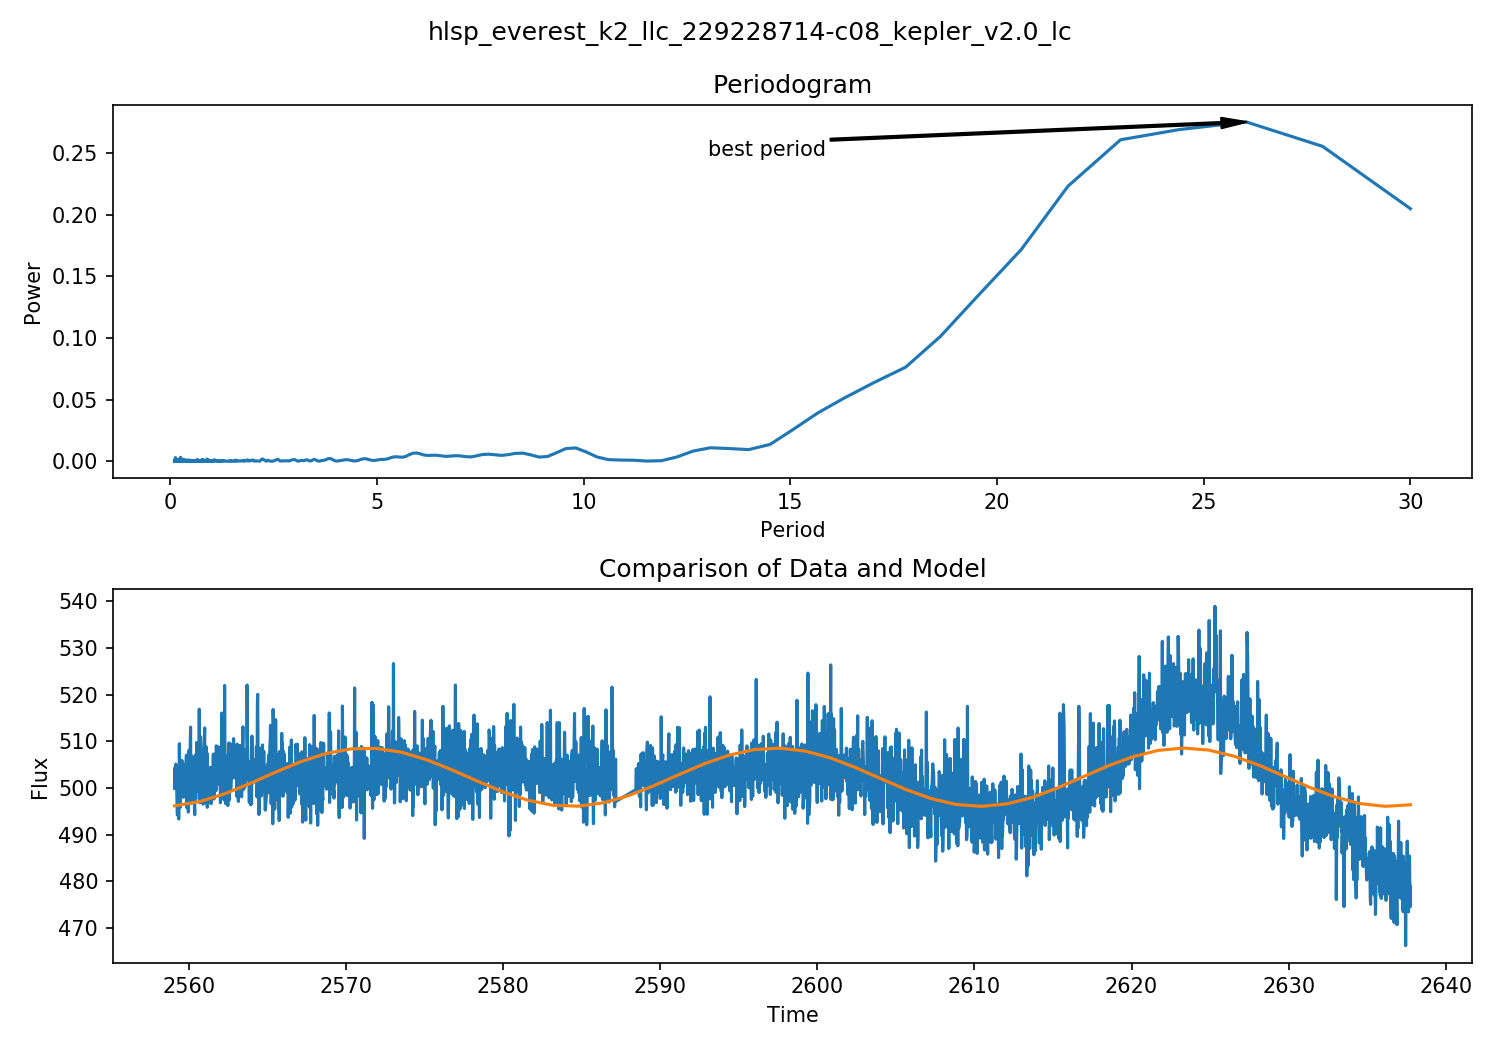 hlsp_everest_k2_llc_229228714-c08_kepler_v2.0_lc
Periodogram
0.25
0.20
0.15
0.10
0.05
0.00
Power
best period
0 5 10 15 20 25 30
Period
Comparison of Data and Model
540
530
520
510
500
490
480
470
Flux
2560 2570 2580 2590 2600 2610 2620 2630 2640
Time